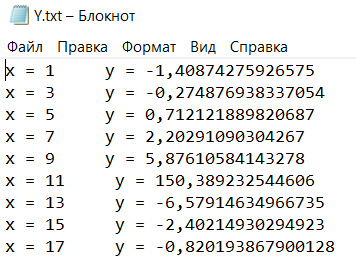 Y.txt – Блокнот
Файл Правка Формат Вид Справка
x = 1 y = -1,40874275926575
x = 3 y = -0,274876938337054
x = 5 y = 0,712121889820687
x = 7 y = 2,20291090304267
x = 9 y = 5,87610584143278
x = 11 y = 150,389232544606
x = 13 y = -6,57914634966735
x = 15 y = -2,40214930294923
x = 17 y = -0,820193867900128